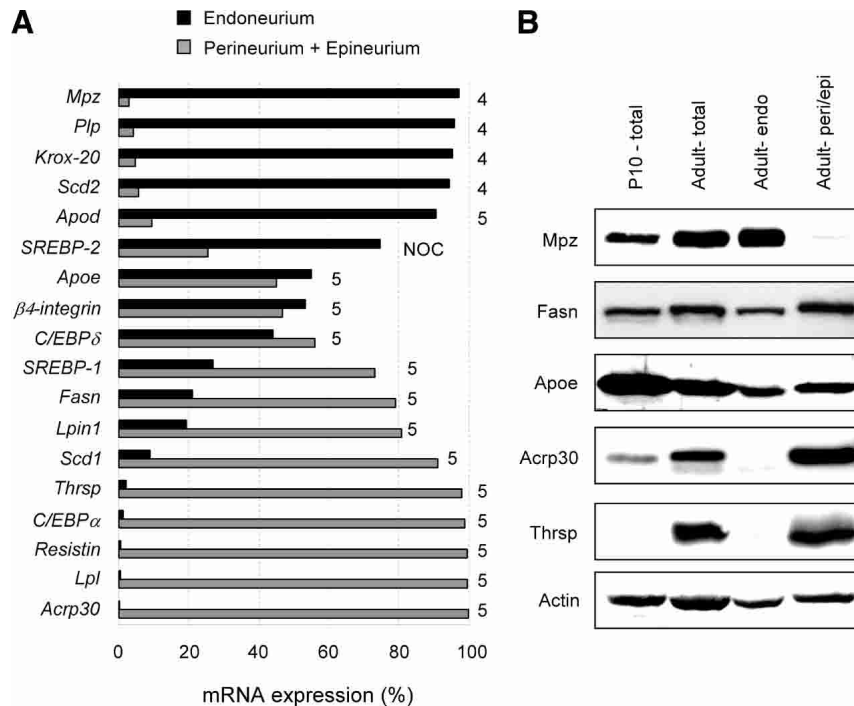 A
Endoneurium
Perineurium + Epineurium
Mpz 4
Plp 4
Krox-20 4
Scd2 4
Apod 5
SREBP-2 NOC
Apoe 5
β4-integrin 5
C/EBPδ 5
SREBP-1 5
Fasn 5
Lpin1 5
Scd1 5
Thrsp 5
C/EBPα 5
Resistin 5
Lpl 5
Acrp30 5
0 20 40 60 80 100
mRNA expression (%)
B
P10 - total
Adult- total
Adult- endo
Adult- peri/epi
Mpz
Fasn
Apoe
Acrp30
Thrsp
Actin